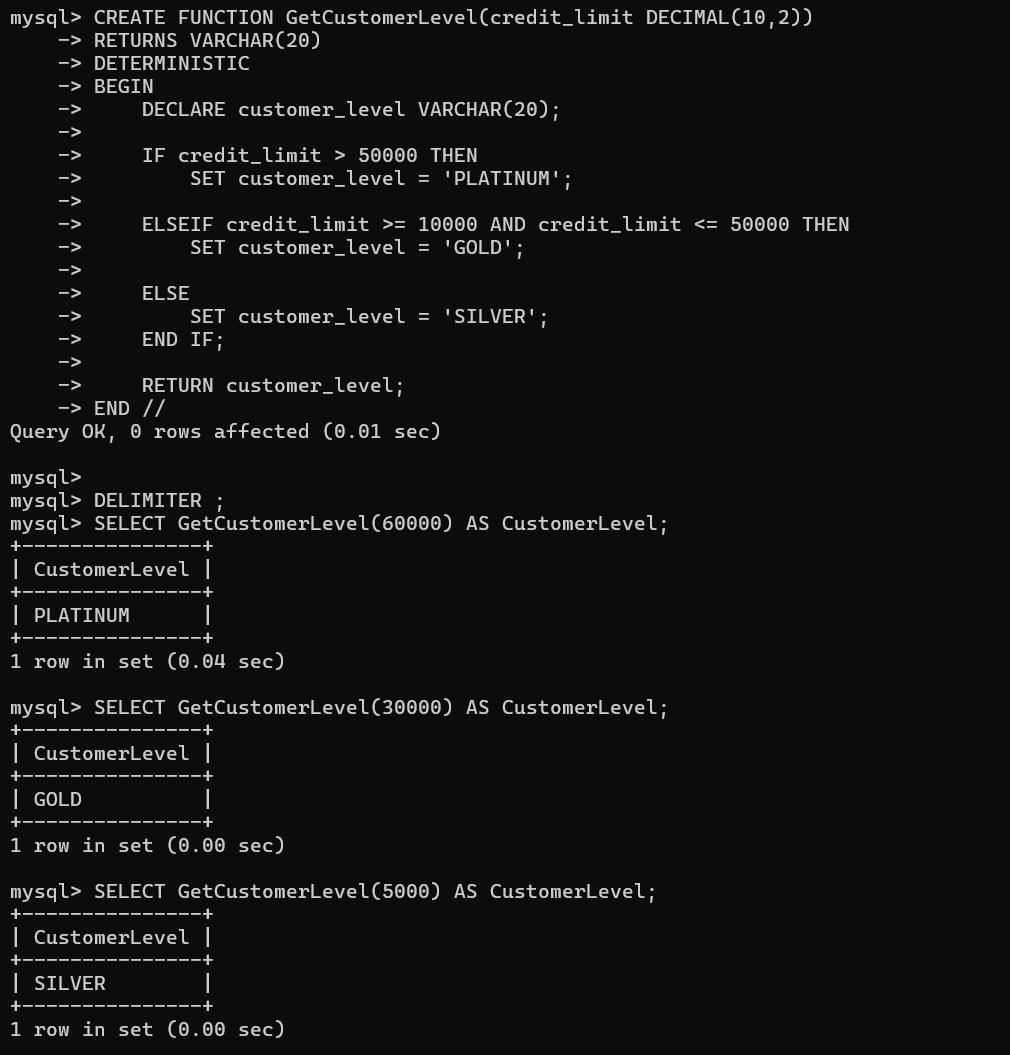 mysql> CREATE FUNCTION GetCustomerLevel(credit_limit DECIMAL(10,2))
    -> RETURNS VARCHAR(20)
    -> DETERMINISTIC
    -> BEGIN
    ->     DECLARE customer_level VARCHAR(20);
    ->
    ->     IF credit_limit > 50000 THEN
    ->         SET customer_level = 'PLATINUM';
    ->
    ->     ELSEIF credit_limit >= 10000 AND credit_limit <= 50000 THEN
    ->         SET customer_level = 'GOLD';
    ->
    ->     ELSE
    ->         SET customer_level = 'SILVER';
    ->     END IF;
    ->
    ->     RETURN customer_level;
    -> END //
Query OK, 0 rows affected (0.01 sec)

mysql>
mysql> DELIMITER ;
mysql> SELECT GetCustomerLevel(60000) AS CustomerLevel;
+---------------+
| CustomerLevel |
+---------------+
| PLATINUM      |
+---------------+
1 row in set (0.04 sec)

mysql> SELECT GetCustomerLevel(30000) AS CustomerLevel;
+---------------+
| CustomerLevel |
+---------------+
| GOLD          |
+---------------+
1 row in set (0.00 sec)

mysql> SELECT GetCustomerLevel(5000) AS CustomerLevel;
+---------------+
| CustomerLevel |
+---------------+
| SILVER        |
+---------------+
1 row in set (0.00 sec)